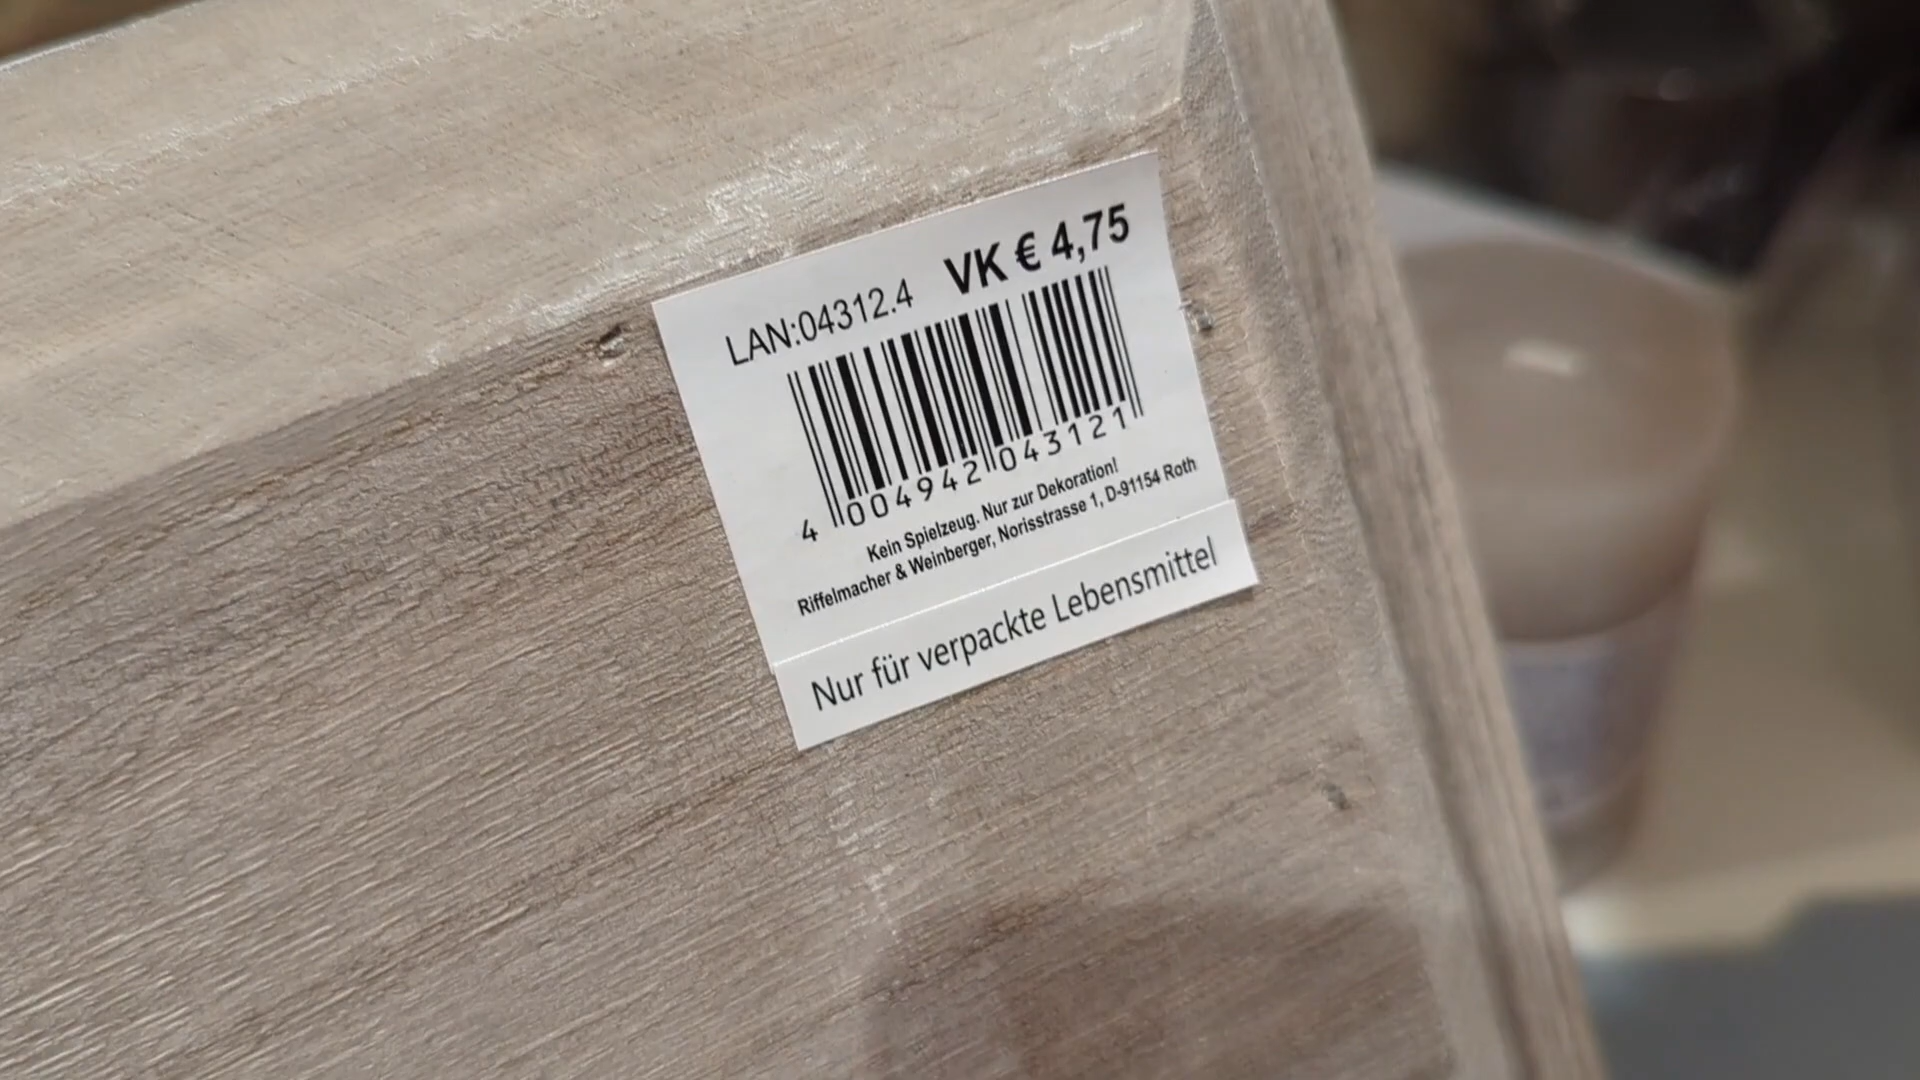 LAN:04312.4 VK € 4,75
4 004942 043121
Kein Spielzeug. Nur zur Dekoration!
Riffelmacher & Weinberger, Norisstrasse 1, D-91154 Roth
Nur für verpackte Lebensmittel